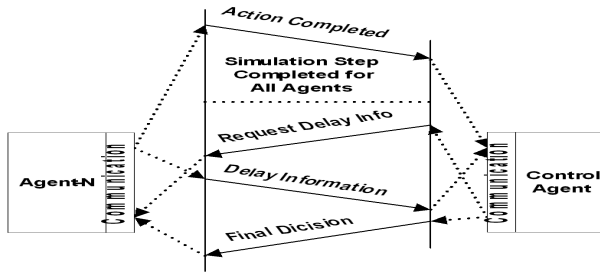 Action Completed
Simulation Step
Completed for
All Agents
Request Delay Info
Delay Information
Final Dicision
Agent-N
Communication
Communication
Control
Agent